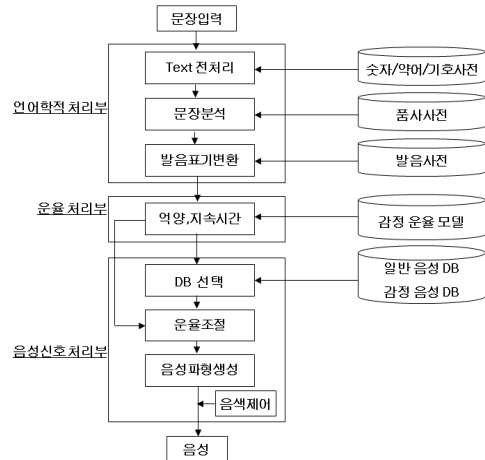 문장입력
Text 전처리
숫자/약어/기호사전
언어학적 처리부
문장분석
품사사전
발음표기변환
발음사전
운율 처리부
억양,지속시간
감정 운율 모델
일반 음성 DB
DB 선택
감정 음성 DB
운율조절
음성신호 처리부
음성파형생성
음색제어
음성